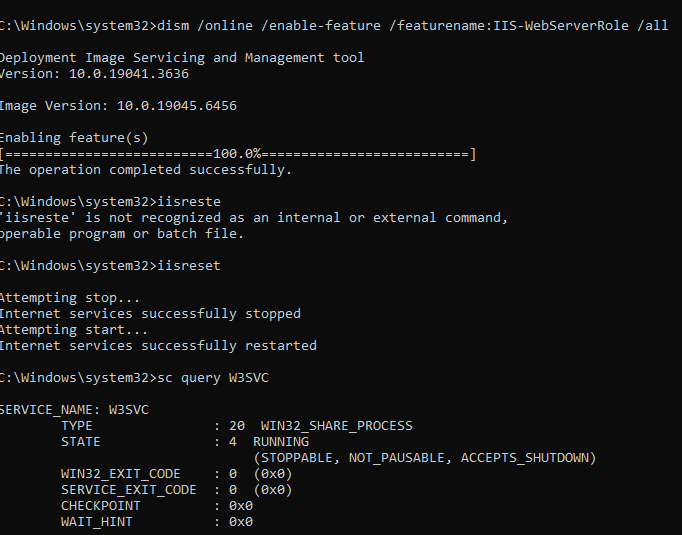 C:\Windows\system32>dism /online /enable-feature /featurename:IIS-WebServerRole /all
Deployment Image Servicing and Management tool
Version: 10.0.19041.3636
Image Version: 10.0.19045.6456
Enabling feature(s)
[==========================100.0%==========================]
The operation completed successfully.
C:\Windows\system32>iisreste
'iisreste' is not recognized as an internal or external command,
operable program or batch file.
C:\Windows\system32>iisreset
Attempting stop...
Internet services successfully stopped
Attempting start...
Internet services successfully restarted
C:\Windows\system32>sc query W3SVC
SERVICE_NAME: W3SVC
TYPE : 20 WIN32_SHARE_PROCESS
STATE : 4 RUNNING
(STOPPABLE, NOT_PAUSABLE, ACCEPTS_SHUTDOWN)
WIN32_EXIT_CODE : 0 (0x0)
SERVICE_EXIT_CODE : 0 (0x0)
CHECKPOINT : 0x0
WAIT_HINT : 0x0